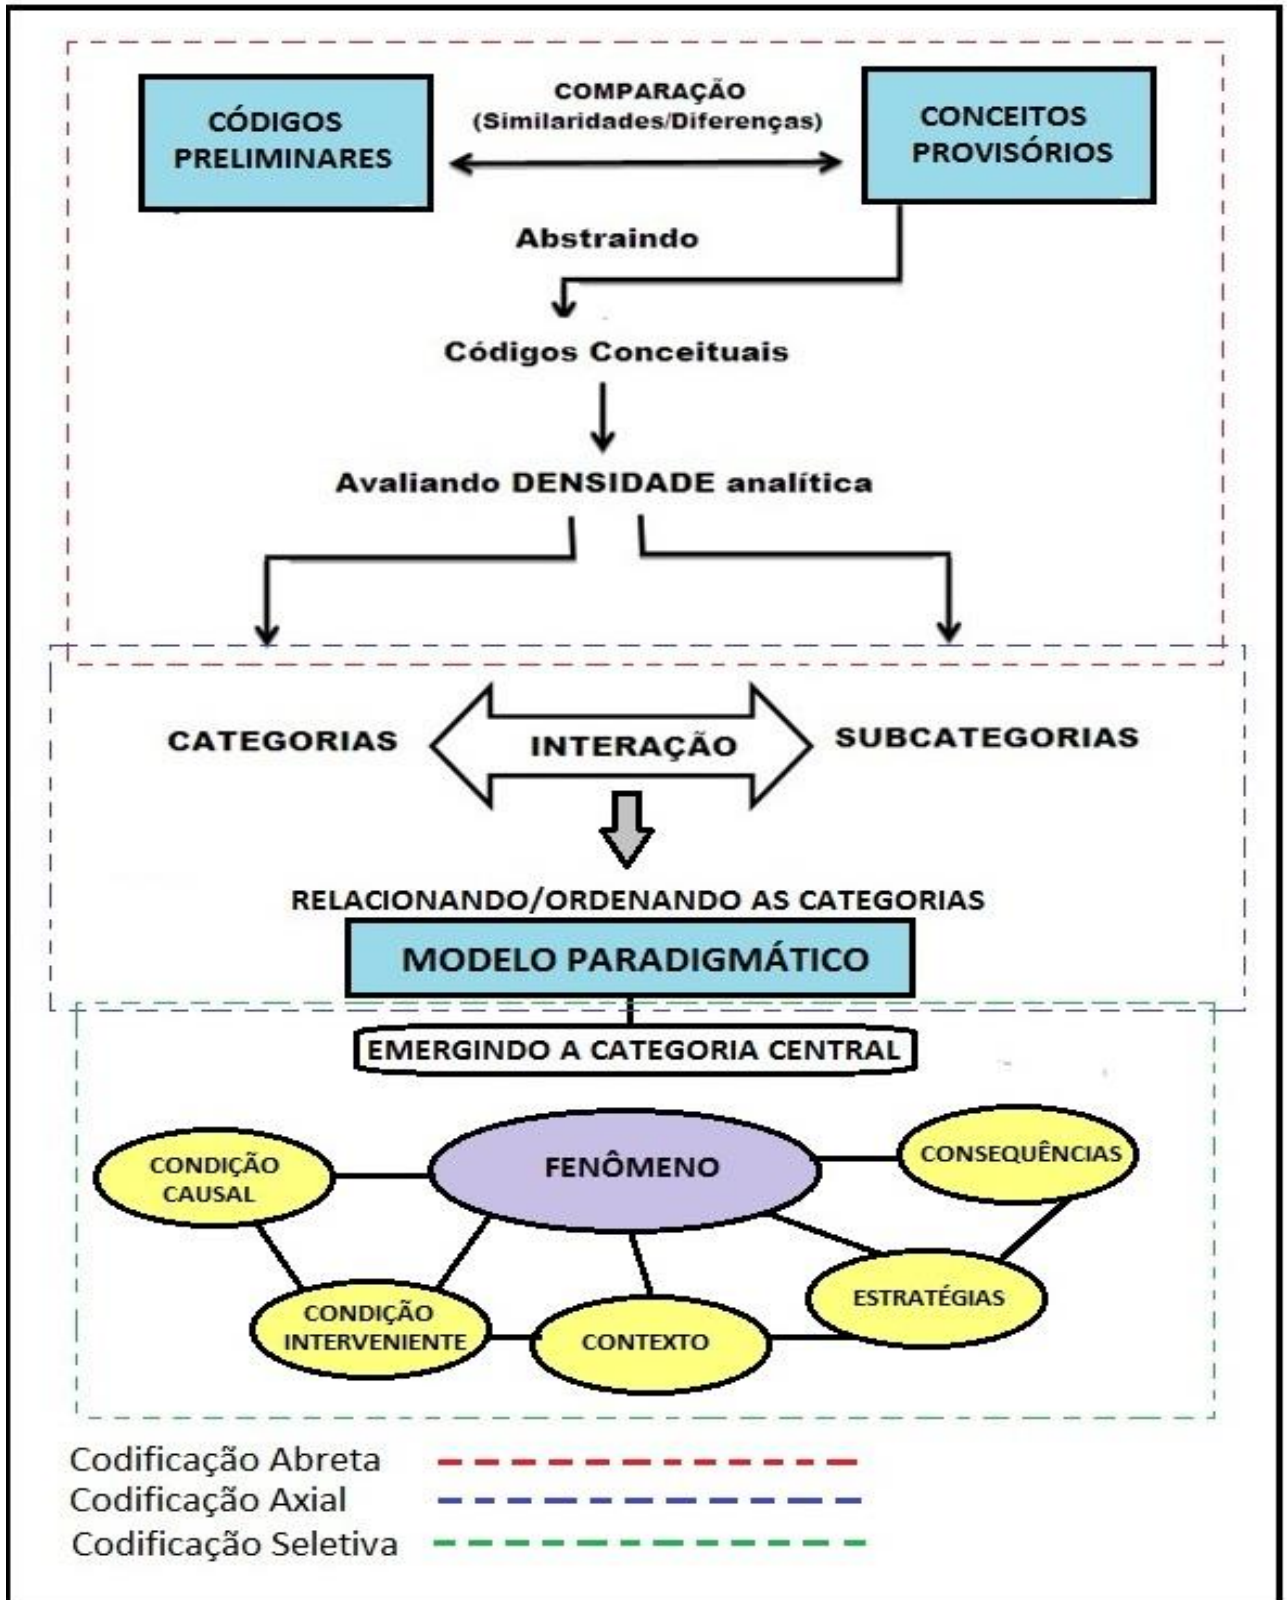 CÓDIGOS
PRELIMINARES
COMPARAÇÃO
(Similaridades/Diferenças)
CONCEITOS
PROVISÓRIOS
Abstraindo
Códigos Conceituais
Avaliando DENSIDADE analítica
CATEGORIAS
INTERAÇÃO
SUBCATEGORIAS
RELACIONANDO/ORDENANDO AS CATEGORIAS
MODELO PARADIGMÁTICO
EMERGINDO A CATEGORIA CENTRAL
CONDIÇÃO
CAUSAL
FENÔMENO
CONSEQUÊNCIAS
CONDIÇÃO
INTERVENIENTE
CONTEXTO
ESTRATÉGIAS
Codificação Abreta
Codificação Axial
Codificação Seletiva